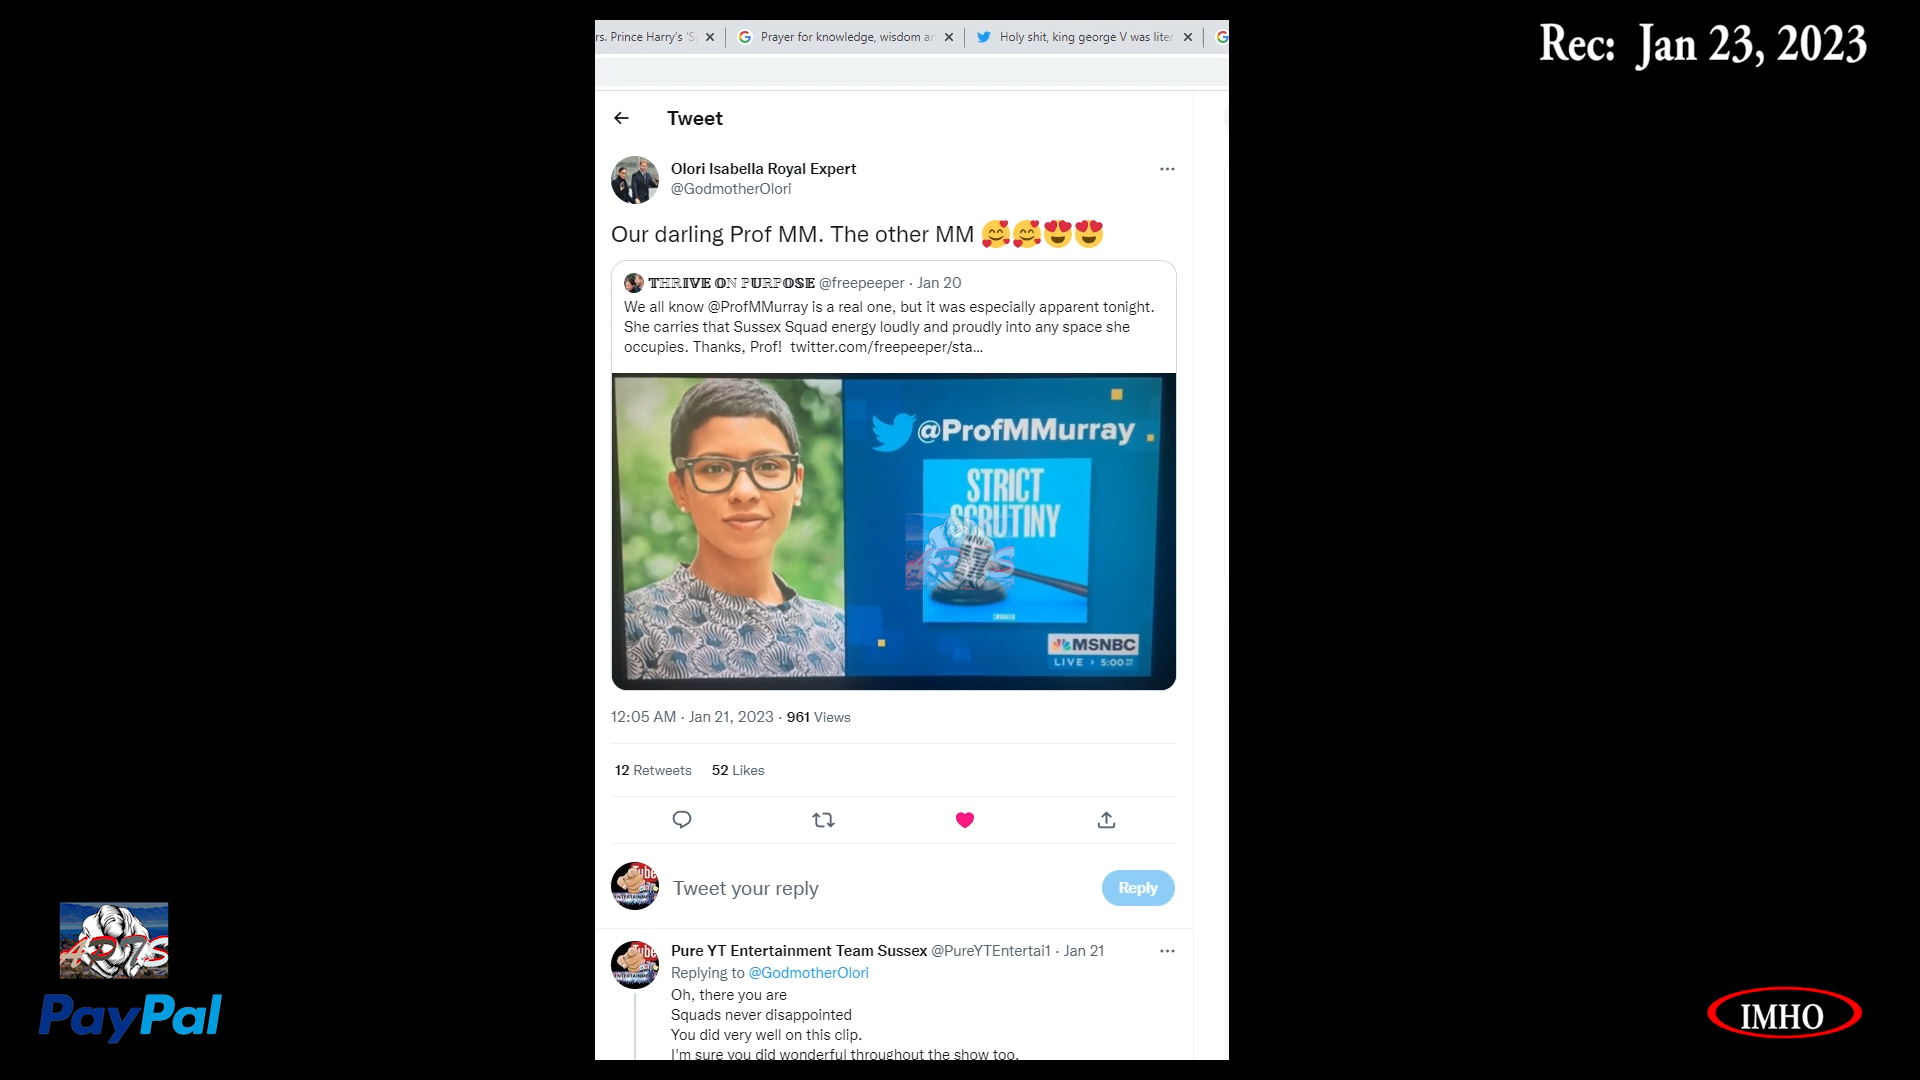 Rec: Jan 23, 2023
rs. Prince Harry's 'S
Prayer for knowledge, wisdom an
Holy shit, king george V was liter
Tweet
Olori Isabella Royal Expert
@GodmotherOlori
Our darling Prof MM. The other MM 🥰🥰😍😍
THRIVE ON PURPOSE @freepeeper · Jan 20
We all know @ProfMMurray is a real one, but it was especially apparent tonight.
She carries that Sussex Squad energy loudly and proudly into any space she
occupies. Thanks, Prof! twitter.com/freepeeper/sta...
@ProfMMurray
STRICT
SCRUTINY
MSNBC
LIVE > 5:00
12:05 AM · Jan 21, 2023 · 961 Views
12 Retweets 52 Likes
Tweet your reply
Reply
Pure YT Entertainment Team Sussex @PureYTEntertai1 · Jan 21
Replying to @GodmotherOlori
Oh, there you are
Squads never disappointed
You did very well on this clip.
I'm sure you did wonderful throughout the show too.
PayPal
IMHO